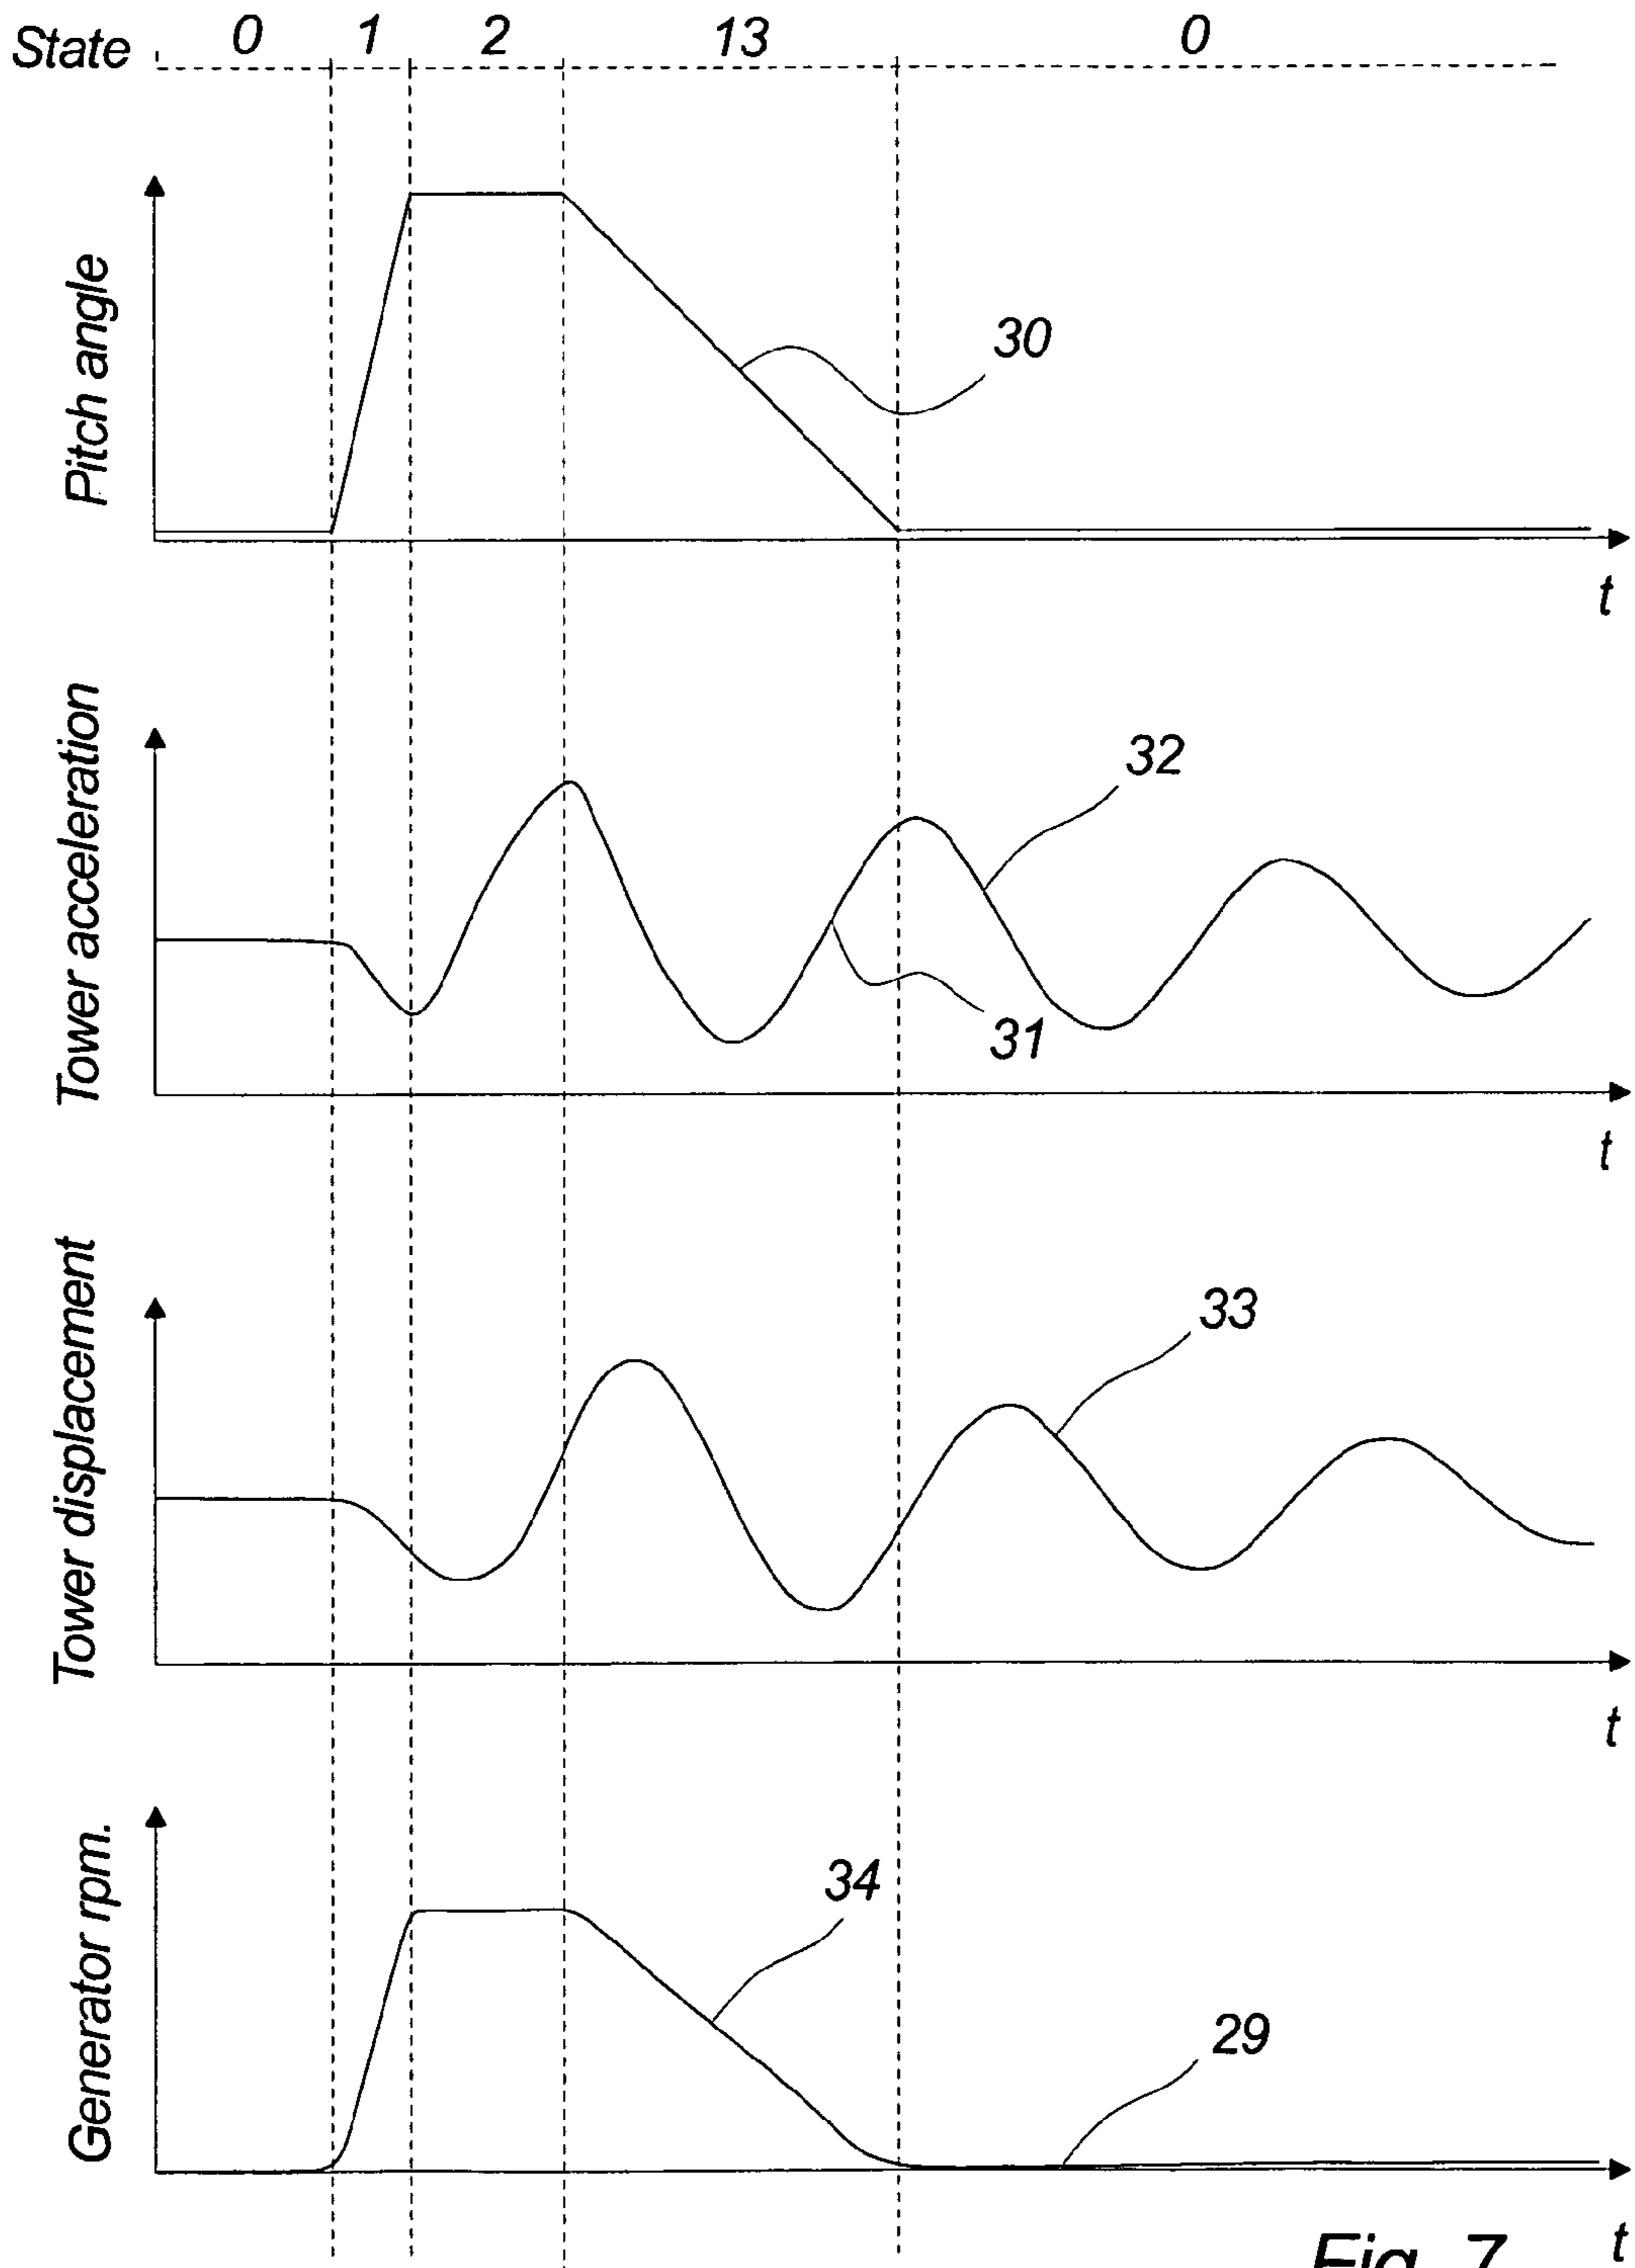 State 0 1 2 13 0
Pitch angle
30
t
Tower acceleration
32
31
t
Tower displacement
33
t
Generator rpm.
34
29
t
Fig. 7